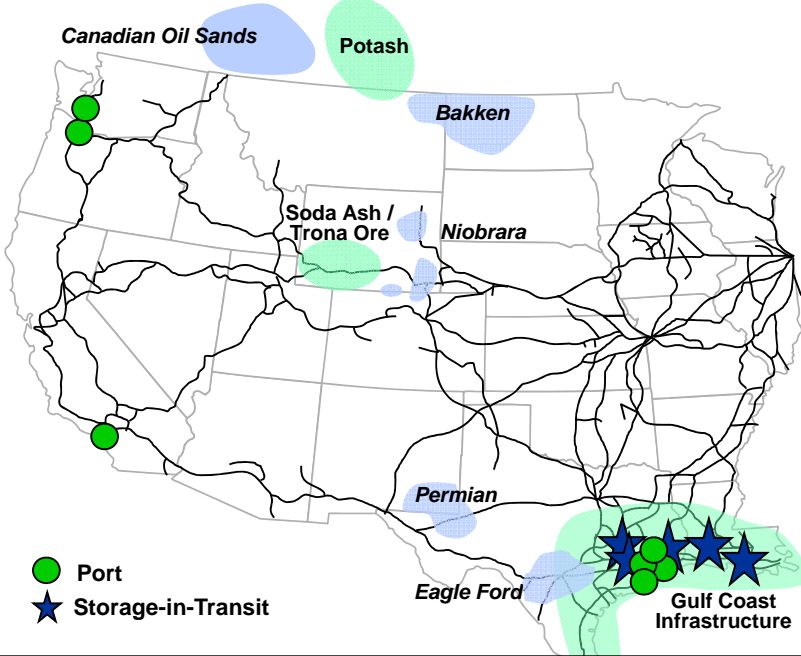 Canadian Oil Sands
Potash
Bakken
Soda Ash /
Trona Ore
Niobrara
Permian
Eagle Ford
Port
Storage-in-Transit
Gulf Coast
Infrastructure